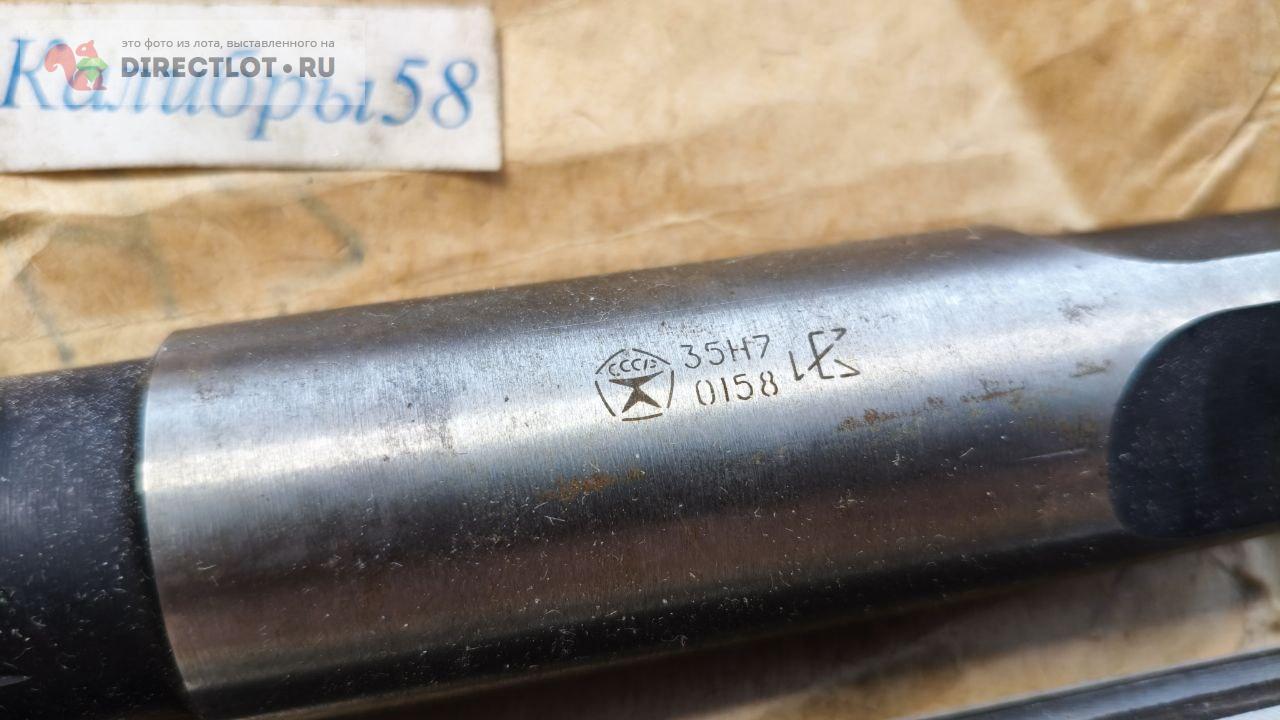 это фото из лота, выставленного на
DIRECTLOT.RU
Калибры58
СССР
35H7
0158